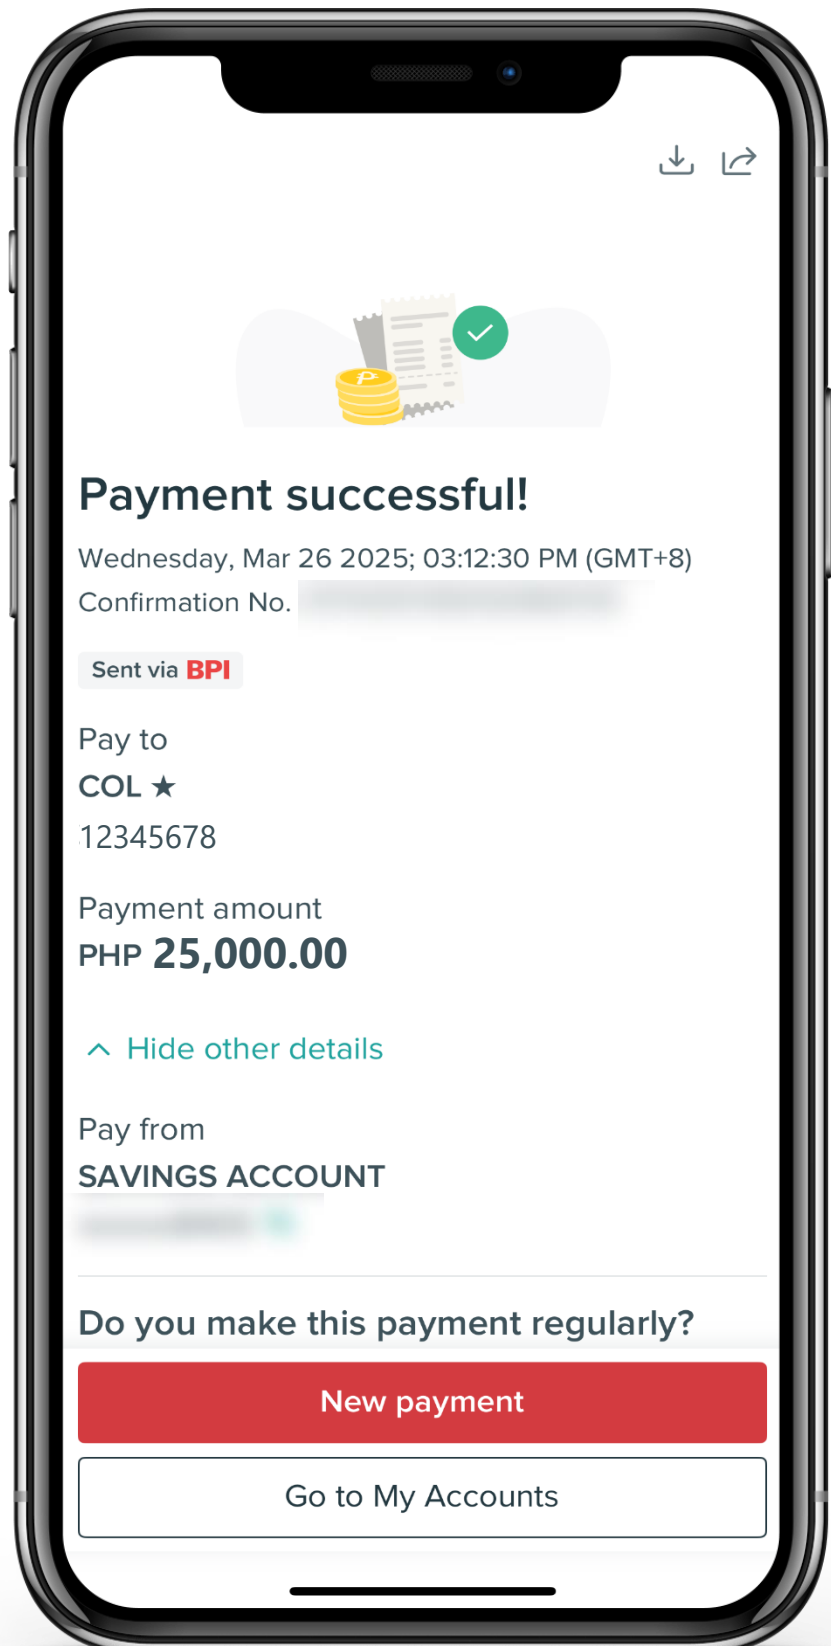 Payment successful!
Wednesday, Mar 26 2025; 03:12:30 PM (GMT+8)
Confirmation No.
Sent via BPI
Pay to
COL ★
12345678
Payment amount
PHP 25,000.00
Hide other details
Pay from
SAVINGS ACCOUNT
Do you make this payment regularly?
New payment
Go to My Accounts